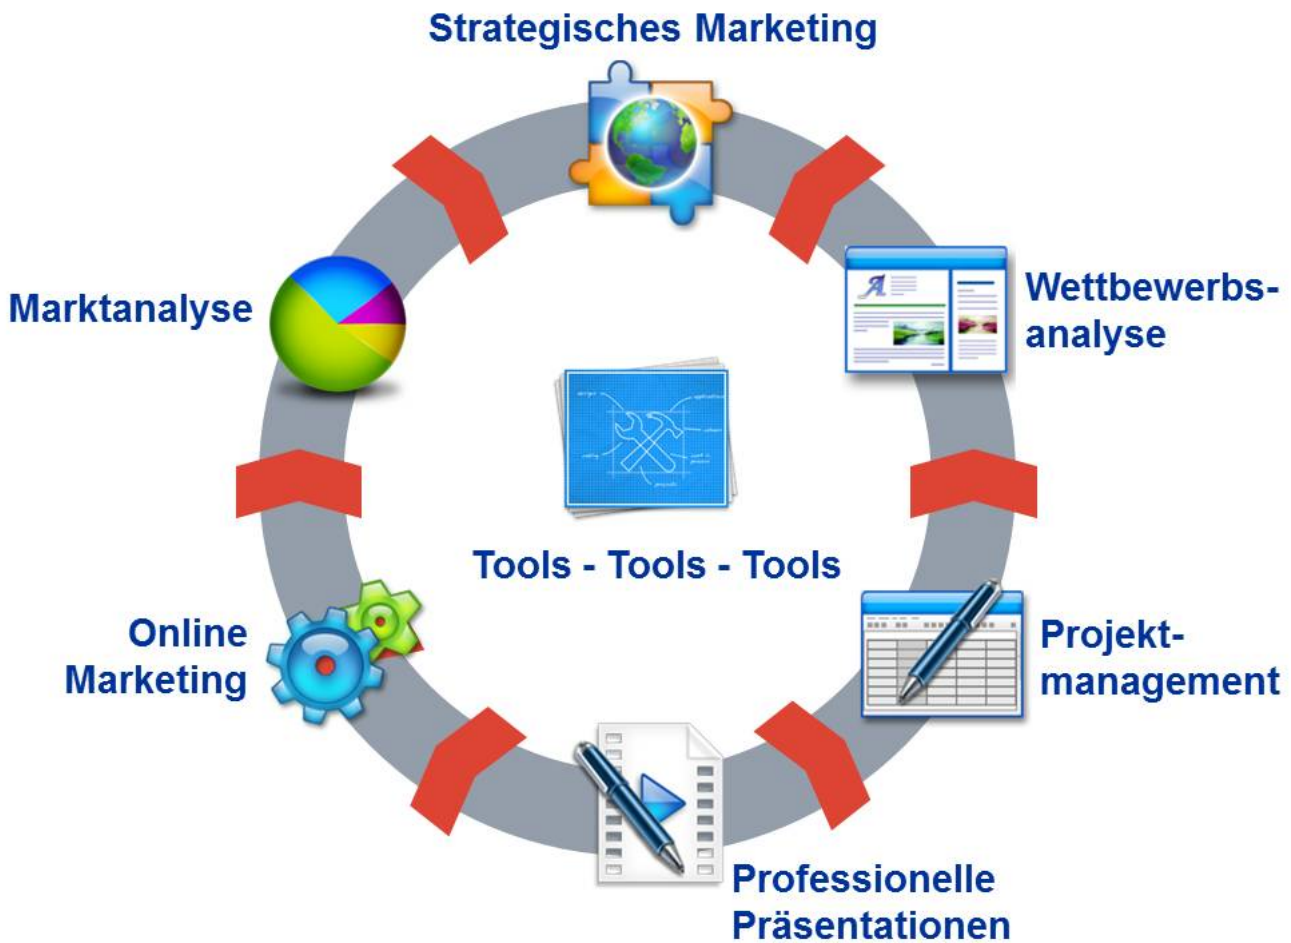 Strategisches Marketing
Marktanalyse
Wettbewerbs-
analyse
Tools - Tools - Tools
Online
Marketing
Projekt-
management
Professionelle
Präsentationen